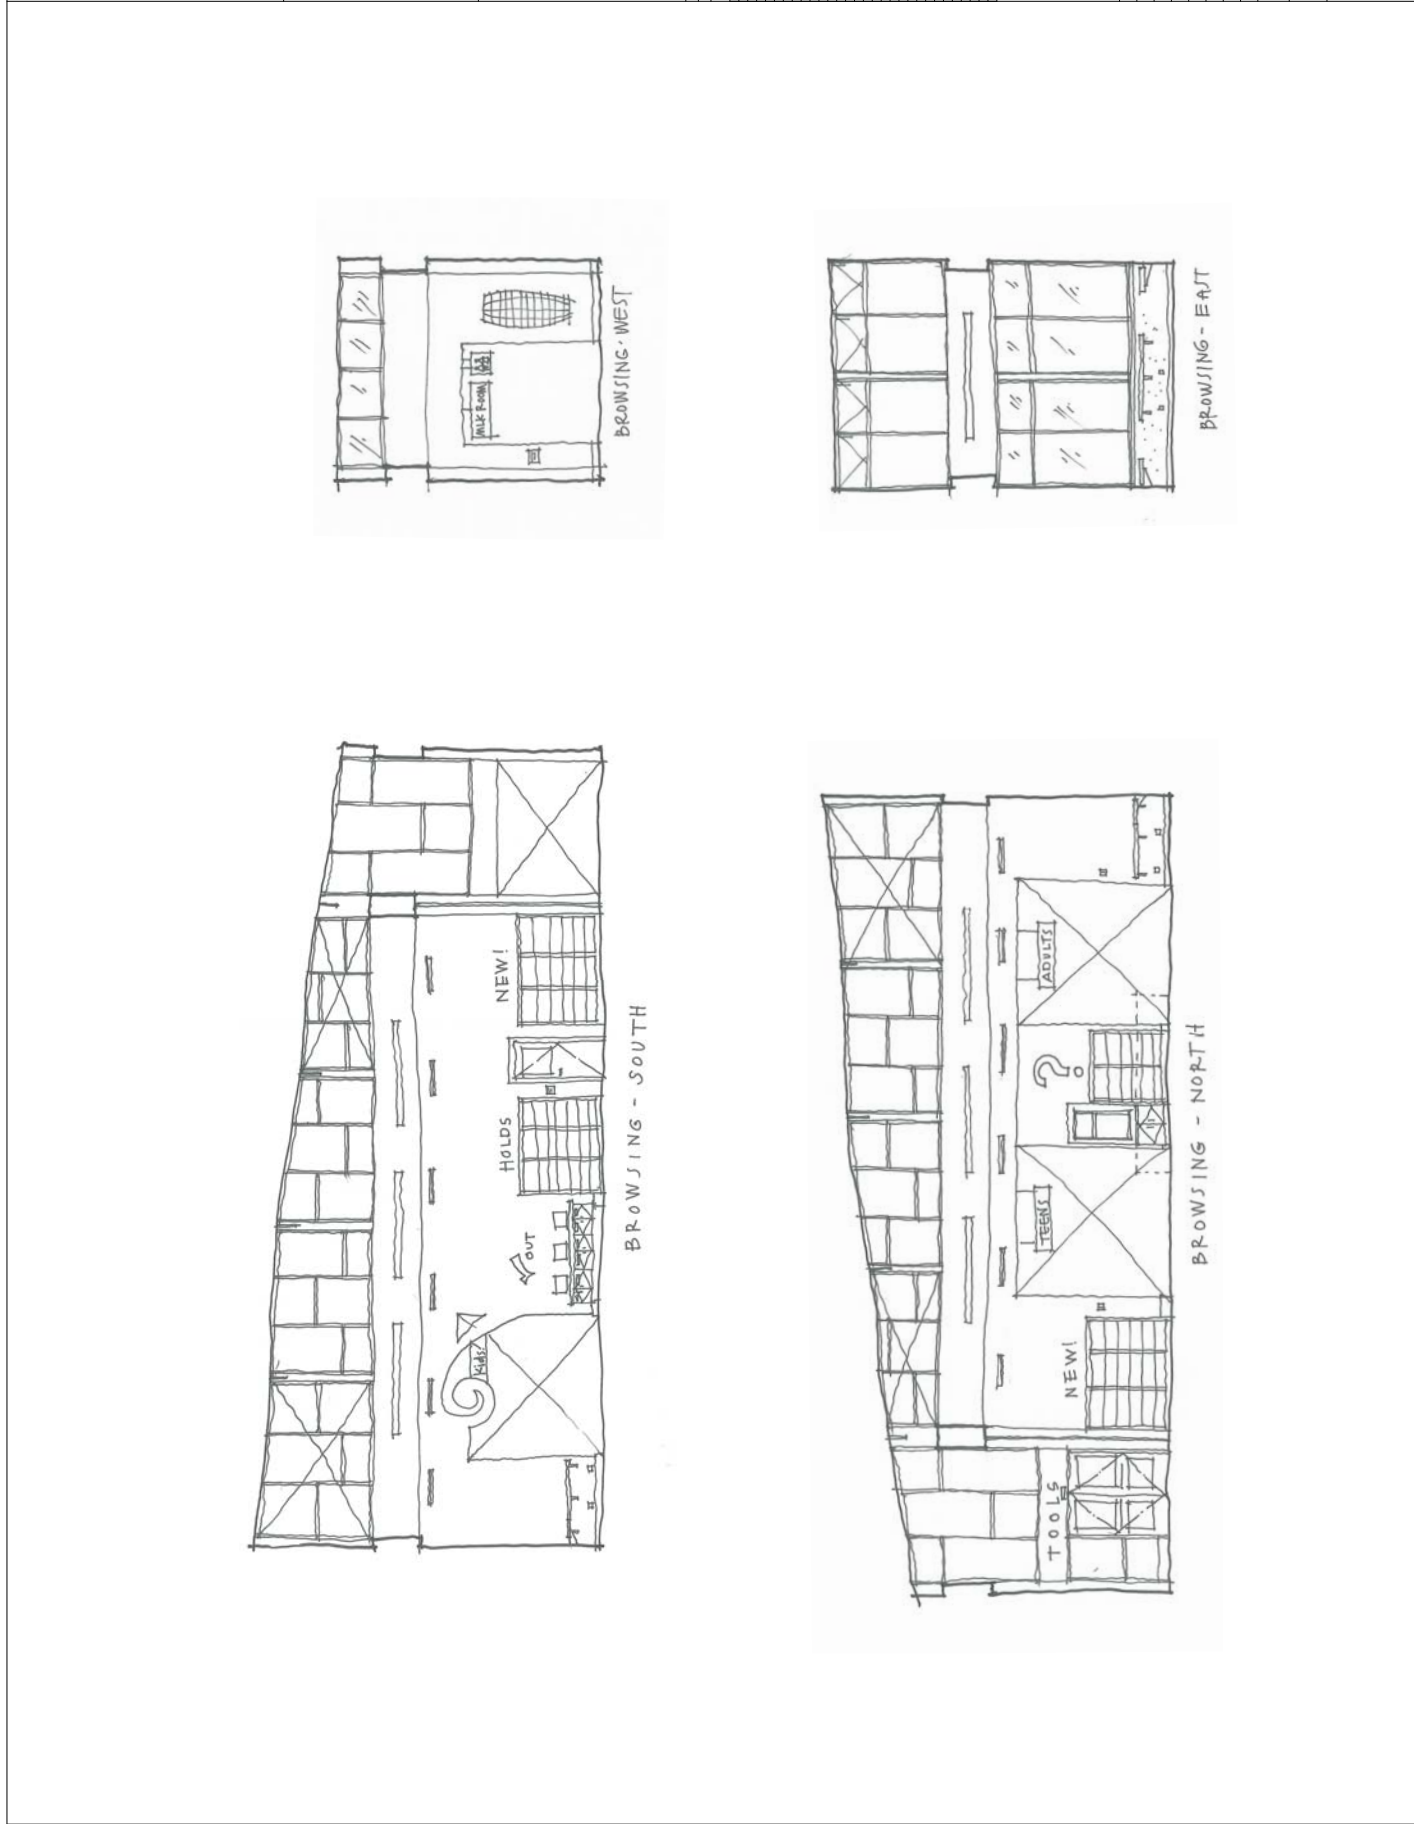 Kids!
OUT
HOLDS
NEW!
BROWSING - SOUTH
MLK ROOM
BROWSING · WEST
TOOLS
NEW!
TEENS
?
ADULTS
BROWSING - NORTH
BROWSING - EAST